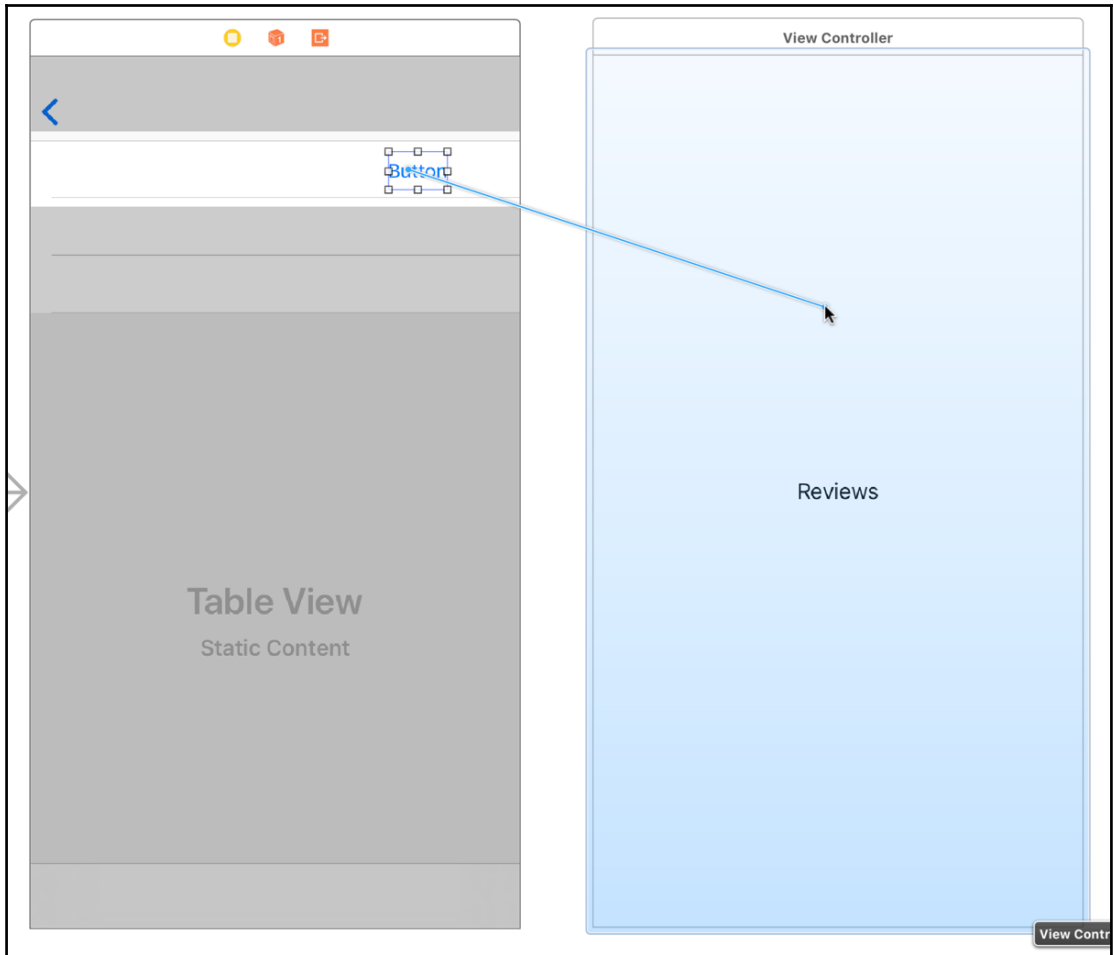 View Controller
Button
Reviews
Table View
Static Content
View Contr